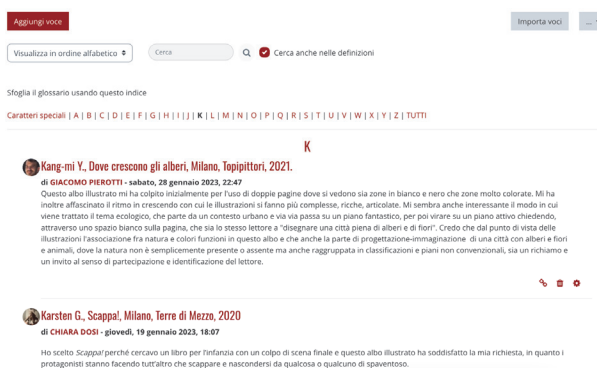 Aggiungi voce
Importa voci
...
Visualizza in ordine alfabetico
Cerca
Cerca anche nelle definizioni
Sfoglia il glossario usando questo indice
Caratteri speciali | A | B | C | D | E | F | G | H | I | J | K | L | M | N | O | P | Q | R | S | T | U | V | W | X | Y | Z | TUTTI
K
Kang-mi Y., Dove crescono gli alberi, Milano, Topipittori, 2021.
di GIACOMO PIEROTTI - sabato, 28 gennaio 2023, 22:47
Questo albo illustrato mi ha colpito inizialmente per l'uso di doppie pagine dove si vedono sia zone in bianco e nero che zone molto colorate. Mi ha
inoltre affascinato il ritmo in crescendo con cui le illustrazioni si fanno più complesse, ricche, articolate. Mi sembra anche interessante il modo in cui
viene trattato il tema ecologico, che parte da un contesto urbano e via via passa su un piano fantastico, per poi virare su un piano attivo chiedendo,
attraverso uno spazio bianco sulla pagina, che sia lo stesso lettore a "disegnare una città piena di alberi e di fiori". Credo che dal punto di vista delle
illustrazioni l'associazione fra natura e colori funzioni in questo albo e che anche la parte di progettazione-immaginazione di una città con alberi e fiori
e animali, dove la natura non è semplicemente presente o assente ma anche raggruppata in classificazioni e piani non convenzionali, sia un richiamo e
un invito al senso di partecipazione e identificazione del lettore.
Karsten G., Scappa!, Milano, Terre di Mezzo, 2020
di CHIARA DOSI - giovedì, 19 gennaio 2023, 18:07
Ho scelto Scappa! perché cercavo un libro per l'infanzia con un colpo di scena finale e questo albo illustrato ha soddisfatto la mia richiesta, in quanto i
protagonisti stanno facendo tutt'altro che scappare e nascondersi da qualcosa o qualcuno di spaventoso.